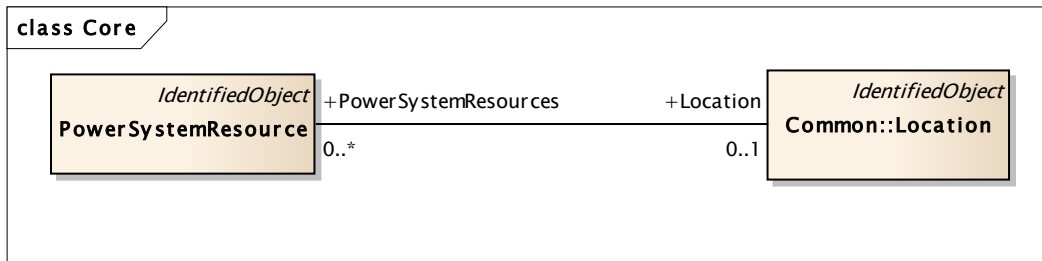 class Core
IdentifiedObject
PowerSystemResource
+PowerSystemResources
0..*
+Location
0..1
IdentifiedObject
Common::Location